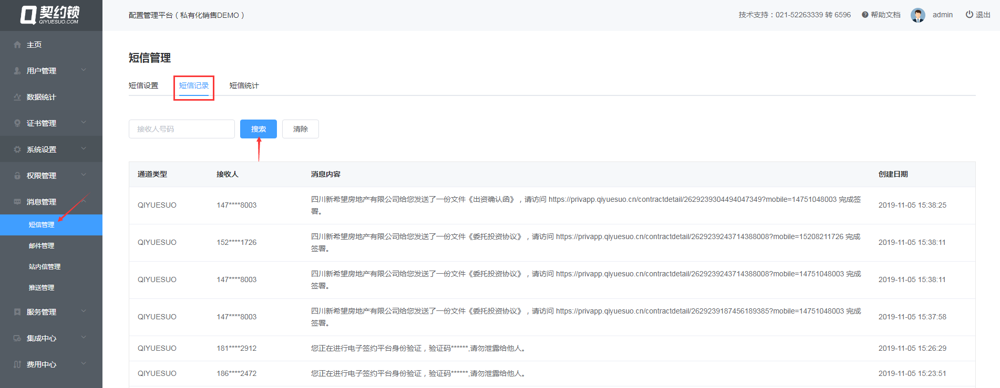 契约锁
QIYUESUO.COM
配置管理平台（私有化销售DEMO）
技术支持：021-52263339 转 6596
帮助文档
admin
退出
主页
用户管理
数据统计
证书管理
系统设置
权限管理
消息管理
短信管理
邮件管理
站内信管理
推送管理
服务管理
集成中心
费用中心
短信管理
短信设置 短信记录 短信统计
接收人号码 搜索 清除
通道类型 接收人 消息内容 创建日期
QIYUESUO 147****8003 四川新希望房地产有限公司给您发送了一份文件《出资确认函》，请访问 https://privapp.qiyuesuo.cn/contractdetail/2629239304494047349?mobile=14751048003 完成签
署。 2019-11-05 15:38:25
QIYUESUO 152****1726 四川新希望房地产有限公司给您发送了一份文件《委托投资协议》，请访问 https://privapp.qiyuesuo.cn/contractdetail/2629239243714388008?mobile=15208211726 完成
签署。 2019-11-05 15:38:11
QIYUESUO 147****8003 四川新希望房地产有限公司给您发送了一份文件《委托投资协议》，请访问 https://privapp.qiyuesuo.cn/contractdetail/2629239243714388008?mobile=14751048003 完成
签署。 2019-11-05 15:38:11
QIYUESUO 147****8003 四川新希望房地产有限公司给您发送了一份文件《委托投资协议》，请访问 https://privapp.qiyuesuo.cn/contractdetail/2629239187456189385?mobile=14751048003 完成
签署。 2019-11-05 15:37:58
QIYUESUO 181****2912 您正在进行电子签约平台身份验证，验证码******,请勿泄露给他人。 2019-11-05 15:26:29
QIYUESUO 186****2472 您正在进行电子签约平台身份验证，验证码******,请勿泄露给他人。 2019-11-05 15:23:51